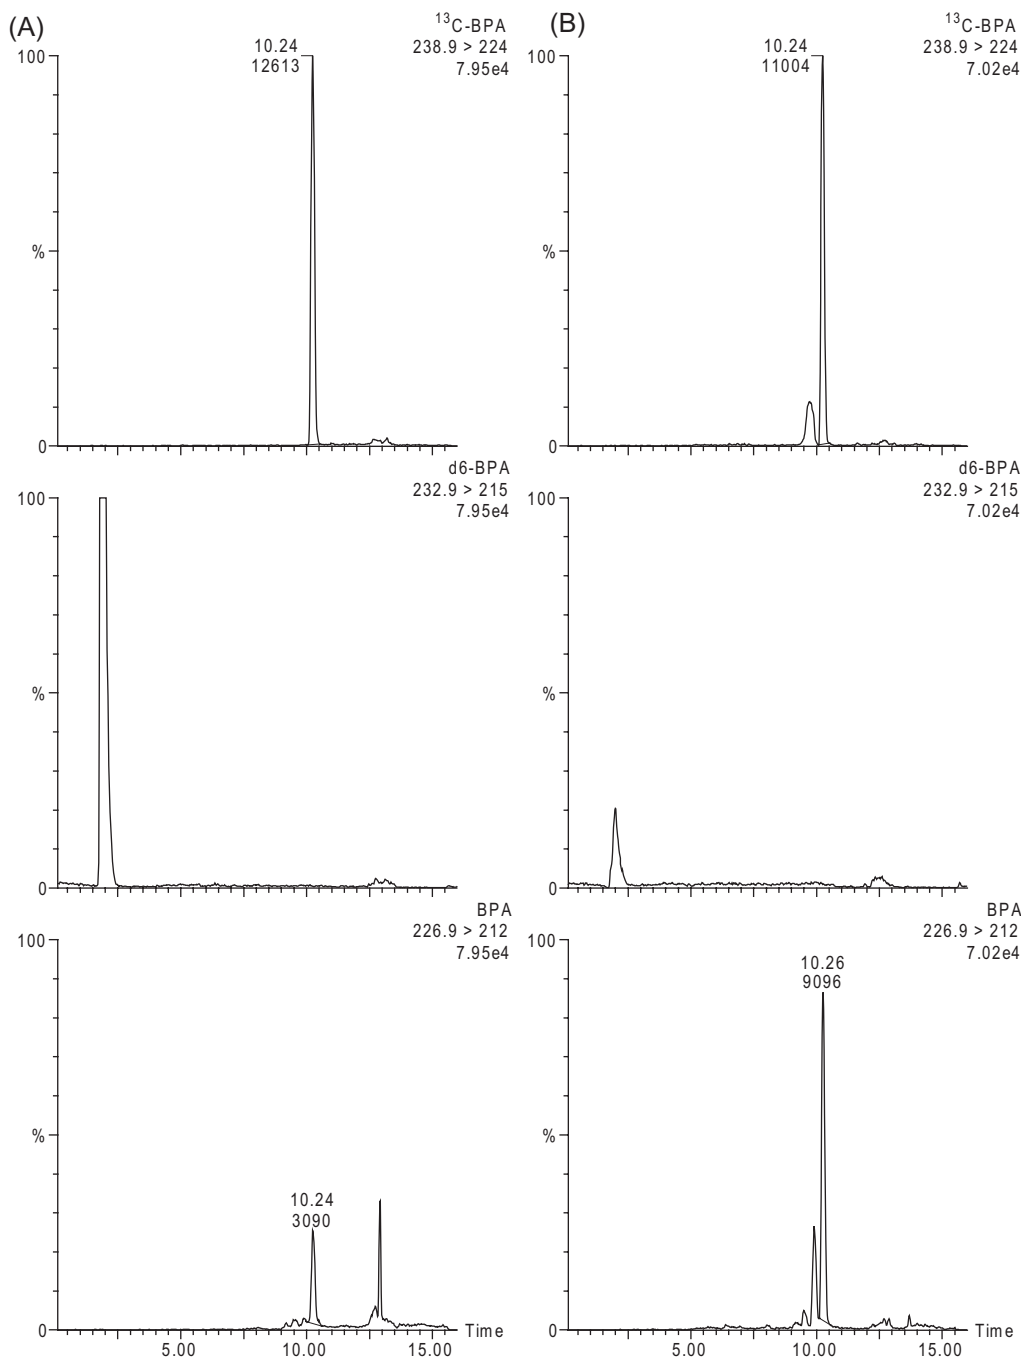 (A)
13C-BPA
238.9 > 224
7.95e4
10.24
12613
100
%
0
d6-BPA
232.9 > 215
7.95e4
100
%
0
BPA
226.9 > 212
7.95e4
100
%
10.24
3090
0
Time
5.00 10.00 15.00
(B)
13C-BPA
238.9 > 224
7.02e4
10.24
11004
100
%
0
d6-BPA
232.9 > 215
7.02e4
100
%
0
BPA
226.9 > 212
7.02e4
100
10.26
9096
%
0
Time
5.00 10.00 15.00